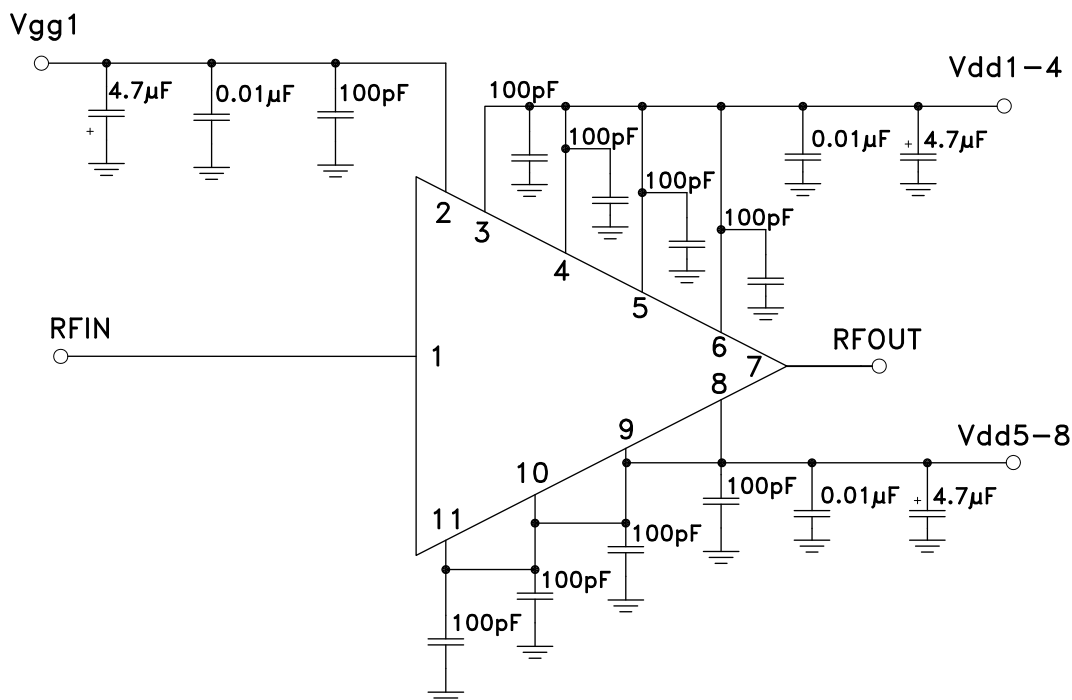 Vgg1
4.7µF
+
0.01µF
100pF
100pF
Vdd1-4
100pF
0.01µF
+
4.7µF
100pF
100pF
2
3
4
5
6
RFIN
1
7
RFOUT
8
9
Vdd5-8
10
100pF
0.01µF
+
4.7µF
11
100pF
100pF
100pF